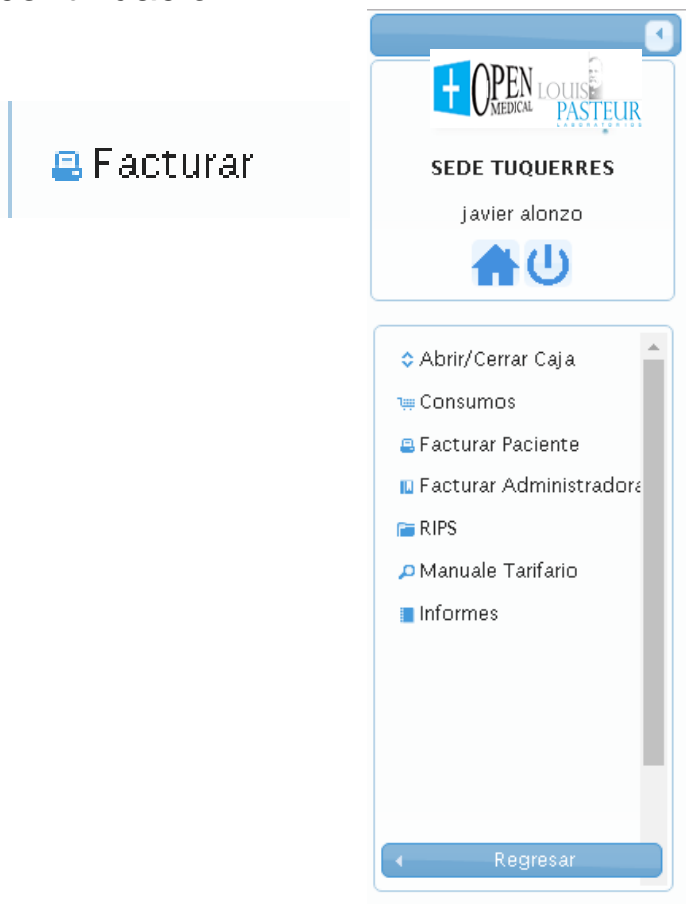 Facturar
OPEN
MEDICAL
LOUIS
PASTEUR
LABORATORIOS
SEDE TUQUERRES
javier alonzo
Abrir/Cerrar Caja
Consumos
Facturar Paciente
Facturar Administradora
RIPS
Manuale Tarifario
Informes
Regresar